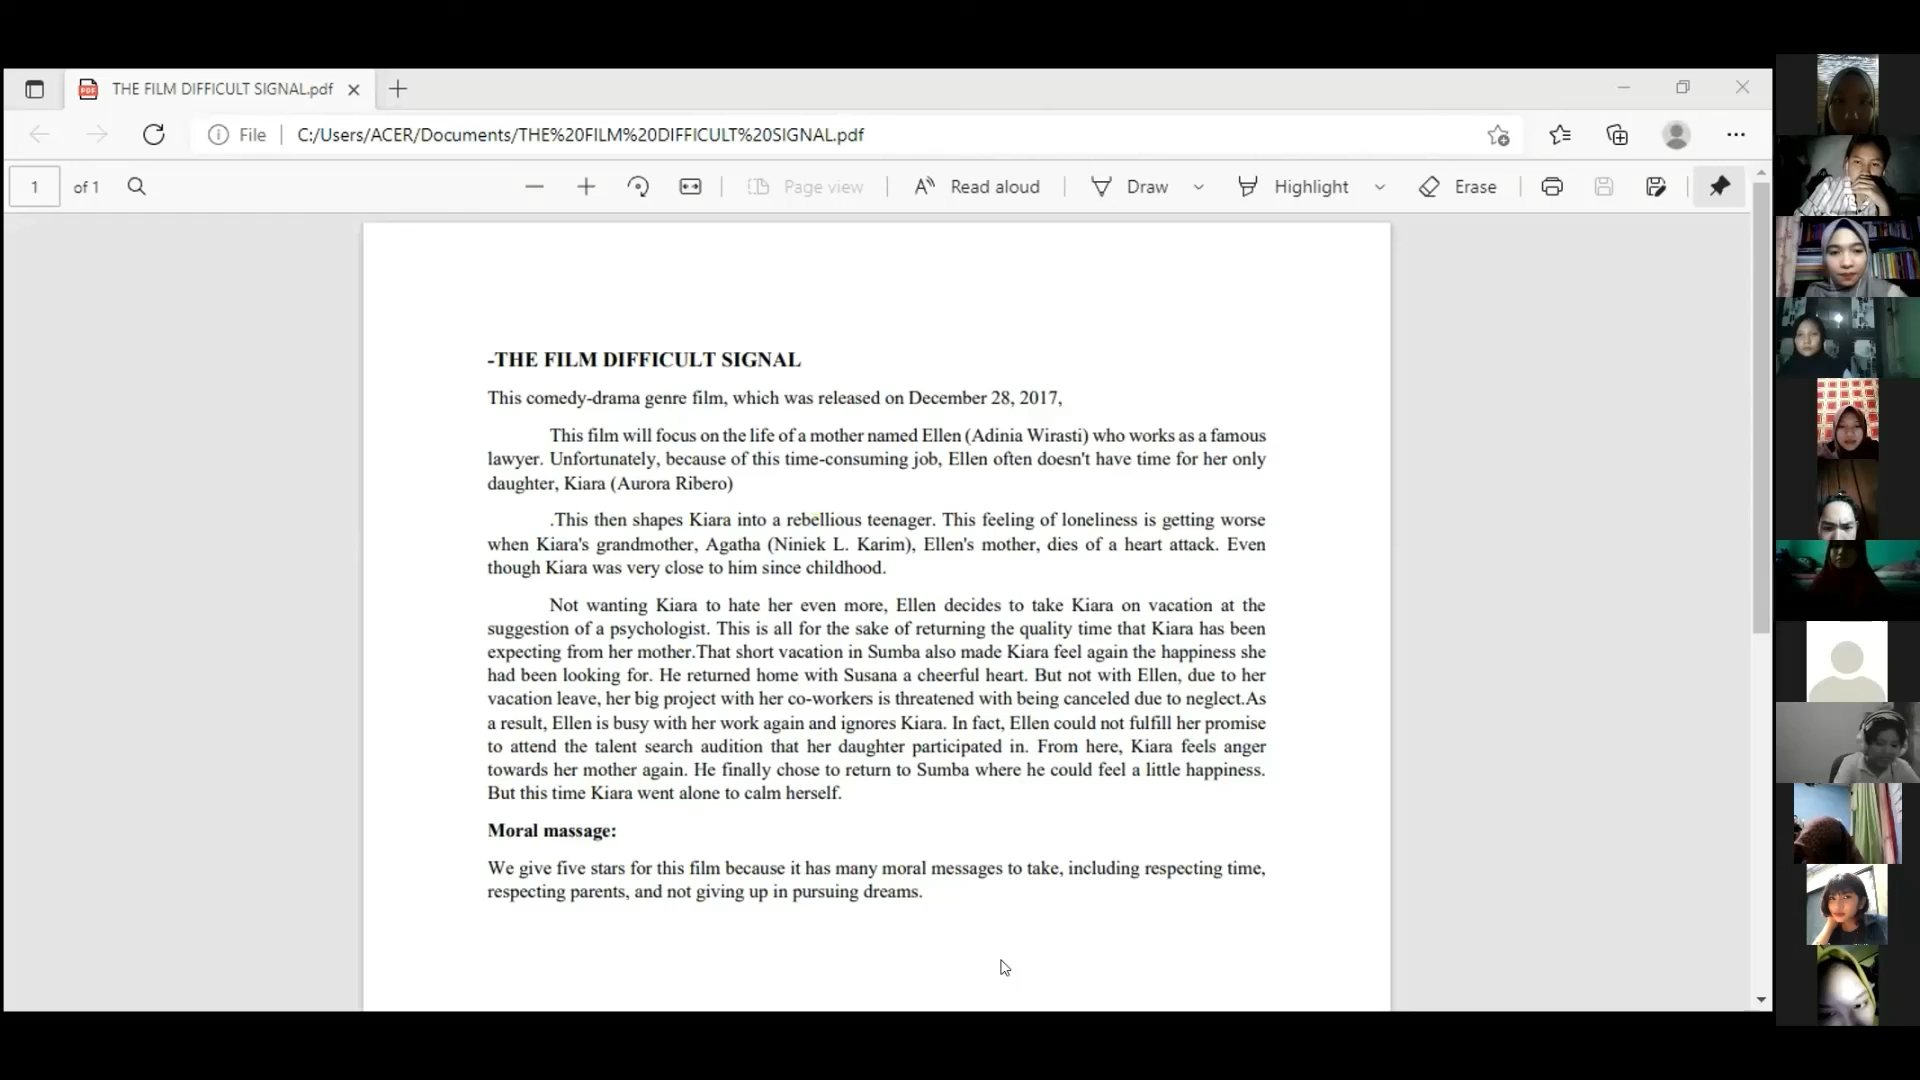 THE FILM DIFFICULT SIGNAL.pdf
File
C:/Users/ACER/Documents/THE%20FILM%20DIFFICULT%20SIGNAL.pdf
1 of 1
Page view
Read aloud
Draw
Highlight
Erase
-THE FILM DIFFICULT SIGNAL
This comedy-drama genre film, which was released on December 28, 2017,
This film will focus on the life of a mother named Ellen (Adinia Wirasti) who works as a famous
lawyer. Unfortunately, because of this time-consuming job, Ellen often doesn't have time for her only
daughter, Kiara (Aurora Ribero)
.This then shapes Kiara into a rebellious teenager. This feeling of loneliness is getting worse
when Kiara's grandmother, Agatha (Niniek L. Karim), Ellen's mother, dies of a heart attack. Even
though Kiara was very close to him since childhood.
Not wanting Kiara to hate her even more, Ellen decides to take Kiara on vacation at the
suggestion of a psychologist. This is all for the sake of returning the quality time that Kiara has been
expecting from her mother.That short vacation in Sumba also made Kiara feel again the happiness she
had been looking for. He returned home with Susana a cheerful heart. But not with Ellen, due to her
vacation leave, her big project with her co-workers is threatened with being canceled due to neglect.As
a result, Ellen is busy with her work again and ignores Kiara. In fact, Ellen could not fulfill her promise
to attend the talent search audition that her daughter participated in. From here, Kiara feels anger
towards her mother again. He finally chose to return to Sumba where he could feel a little happiness.
But this time Kiara went alone to calm herself.
Moral massage:
We give five stars for this film because it has many moral messages to take, including respecting time,
respecting parents, and not giving up in pursuing dreams.